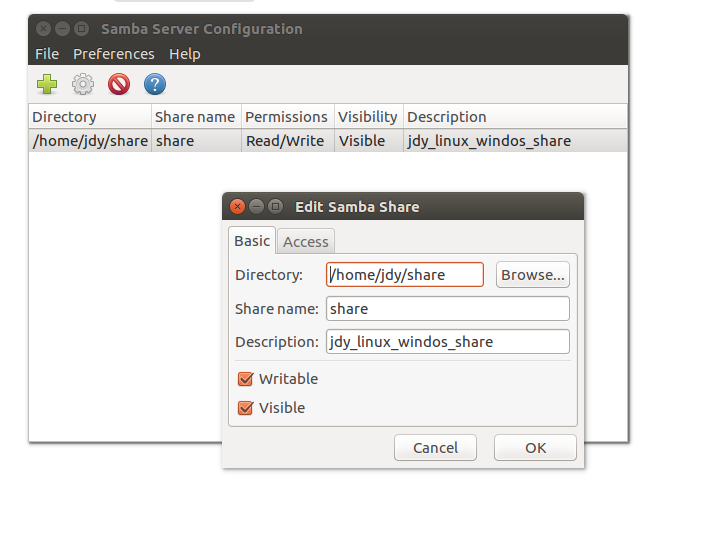 Samba Server Configuration
File Preferences Help
Directory Share name Permissions Visibility Description
/home/jdy/share share Read/Write Visible jdy_linux_windos_share
Edit Samba Share
Basic Access
Directory: /home/jdy/share Browse...
Share name: share
Description: jdy_linux_windos_share
Writable
Visible
Cancel OK